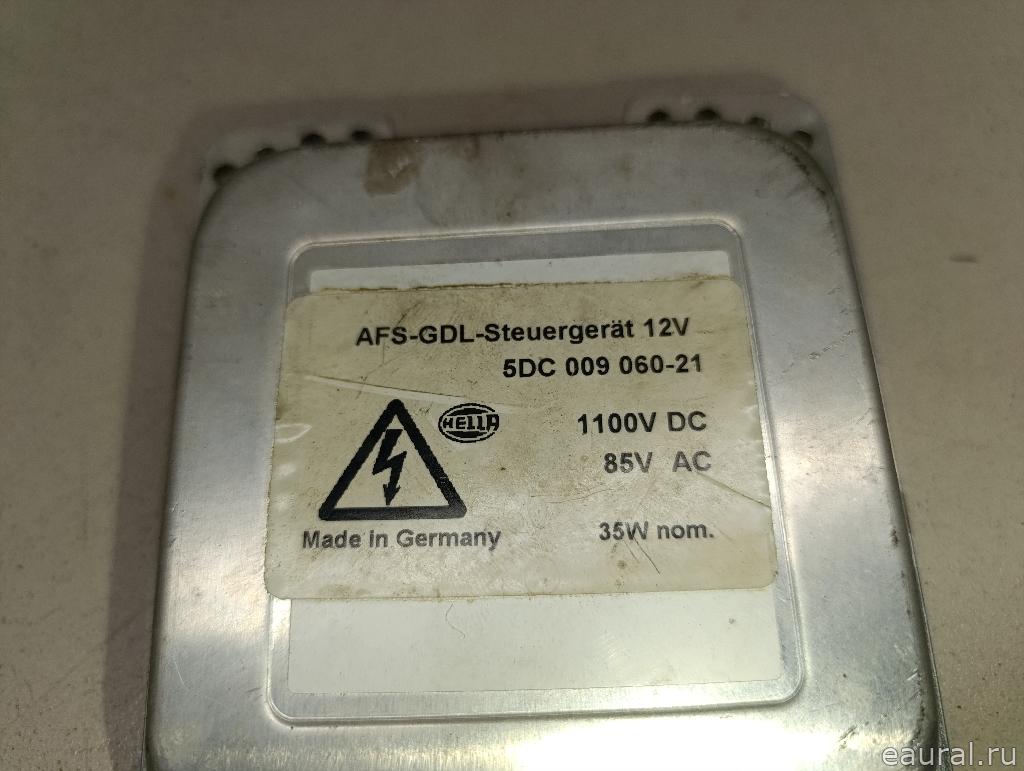 AFS-GDL-Steuergerät 12V
5DC 009 060-21
HELLA
1100V DC
85V AC
Made in Germany
35W nom.
eaural.ru